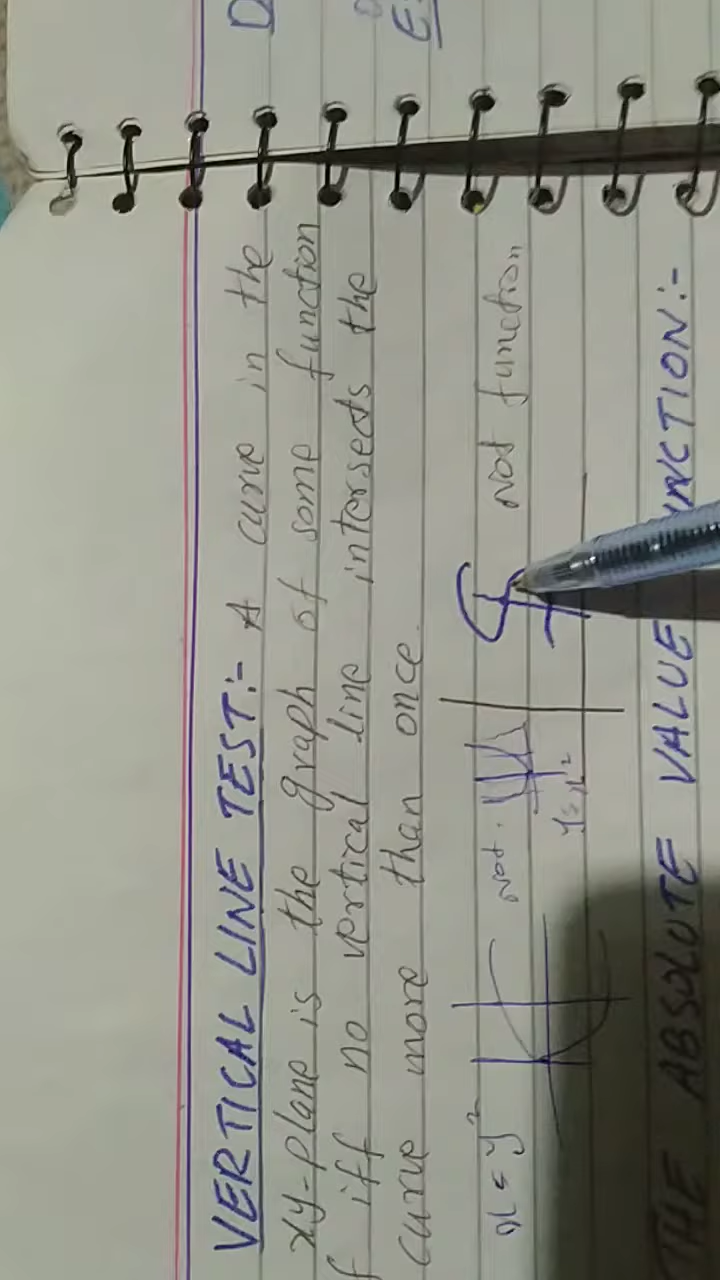 VERTICAL LINE TEST:- A curve in the
xy-plane is the graph of some function
f iff no vertical line intersects the
curve more than once.
x = y² not. not function
y=x²
THE ABSOLUTE VALUE